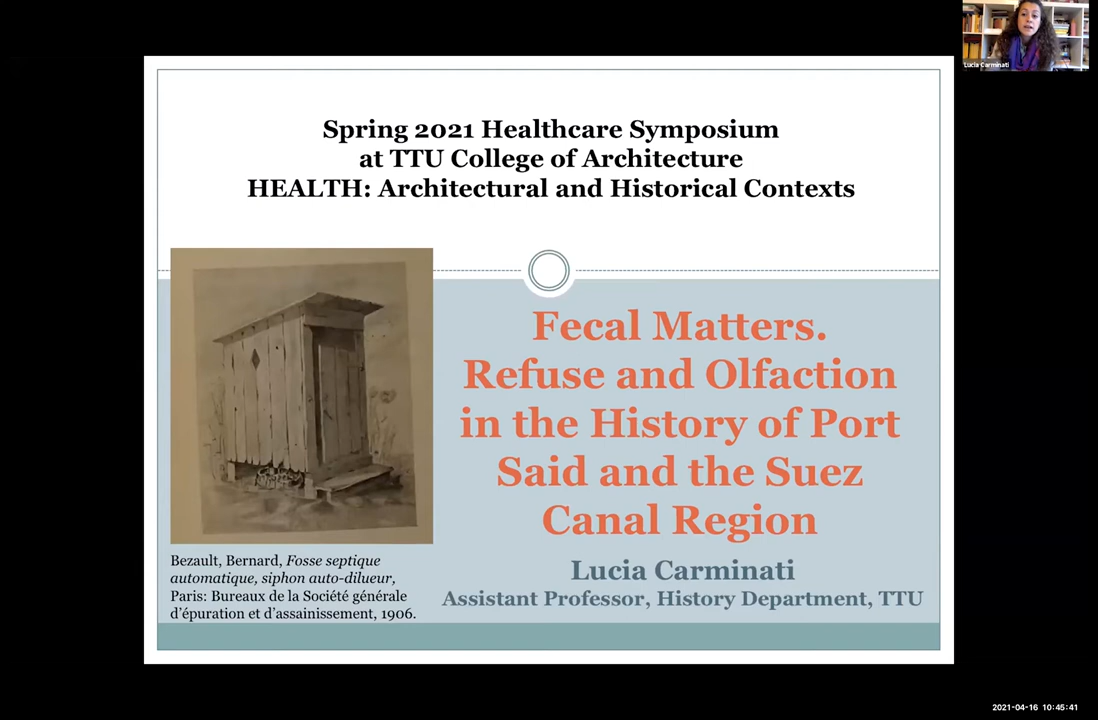 Lucia Carminati
Spring 2021 Healthcare Symposium
at TTU College of Architecture
HEALTH: Architectural and Historical Contexts
Fecal Matters.
Refuse and Olfaction
in the History of Port
Said and the Suez
Canal Region
Lucia Carminati
Assistant Professor, History Department, TTU
Bezault, Bernard, Fosse septique
automatique, siphon auto-dilueur,
Paris: Bureaux de la Société générale
d'épuration et d'assainissement, 1906.
2021-04-16 10:45:41